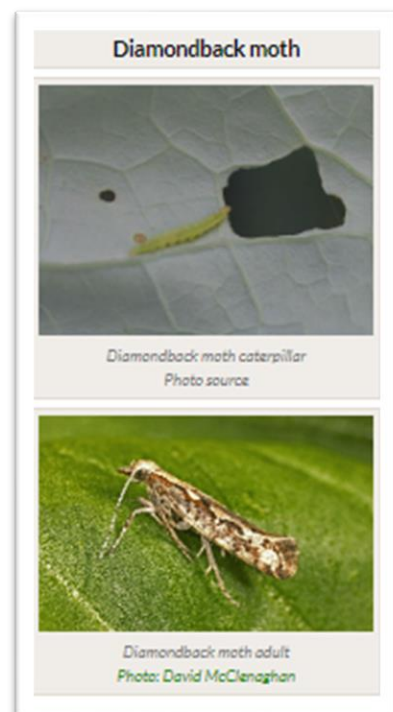 Diamondback moth
Diamondback moth caterpillar
Photo source
Diamondback moth adult
Photo: David McClenaghan